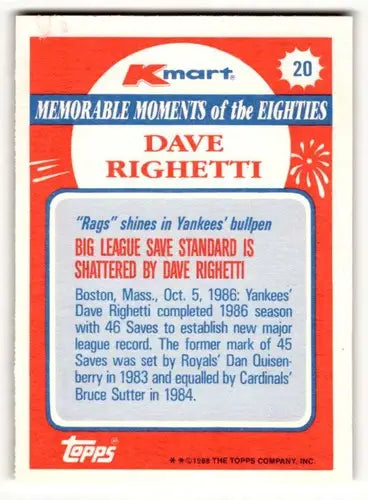 Kmart®
20
MEMORABLE MOMENTS of the EIGHTIES
DAVE
RIGHETTI
"Rags" shines in Yankees' bullpen
BIG LEAGUE SAVE STANDARD IS
SHATTERED BY DAVE RIGHETTI
Boston, Mass., Oct. 5, 1986: Yankees'
Dave Righetti completed 1986 season
with 46 Saves to establish new major
league record. The former mark of 45
Saves was set by Royals' Dan Quisen-
berry in 1983 and equalled by Cardinals'
Bruce Sutter in 1984.
TOPPS
**©1988 THE TOPPS COMPANY, INC.